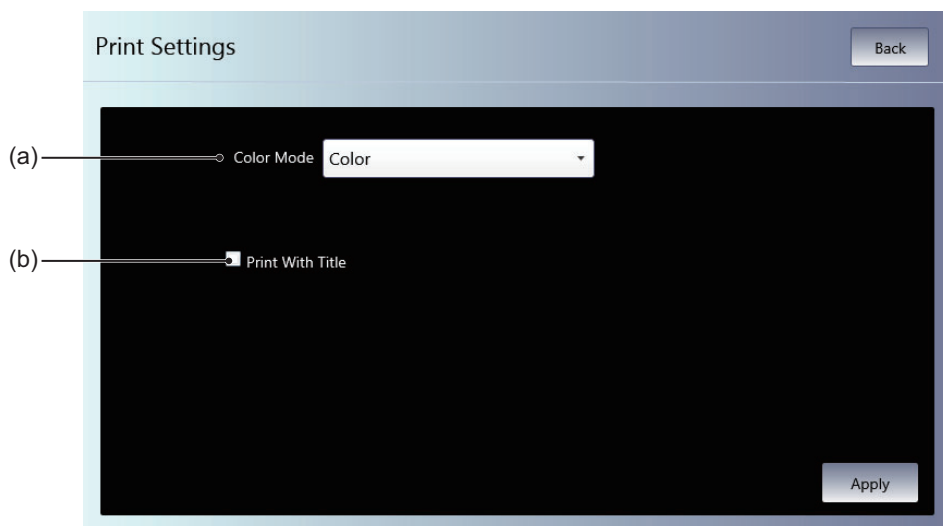 Print Settings
Back
(a)
Color Mode
Color
(b)
Print With Title
Apply